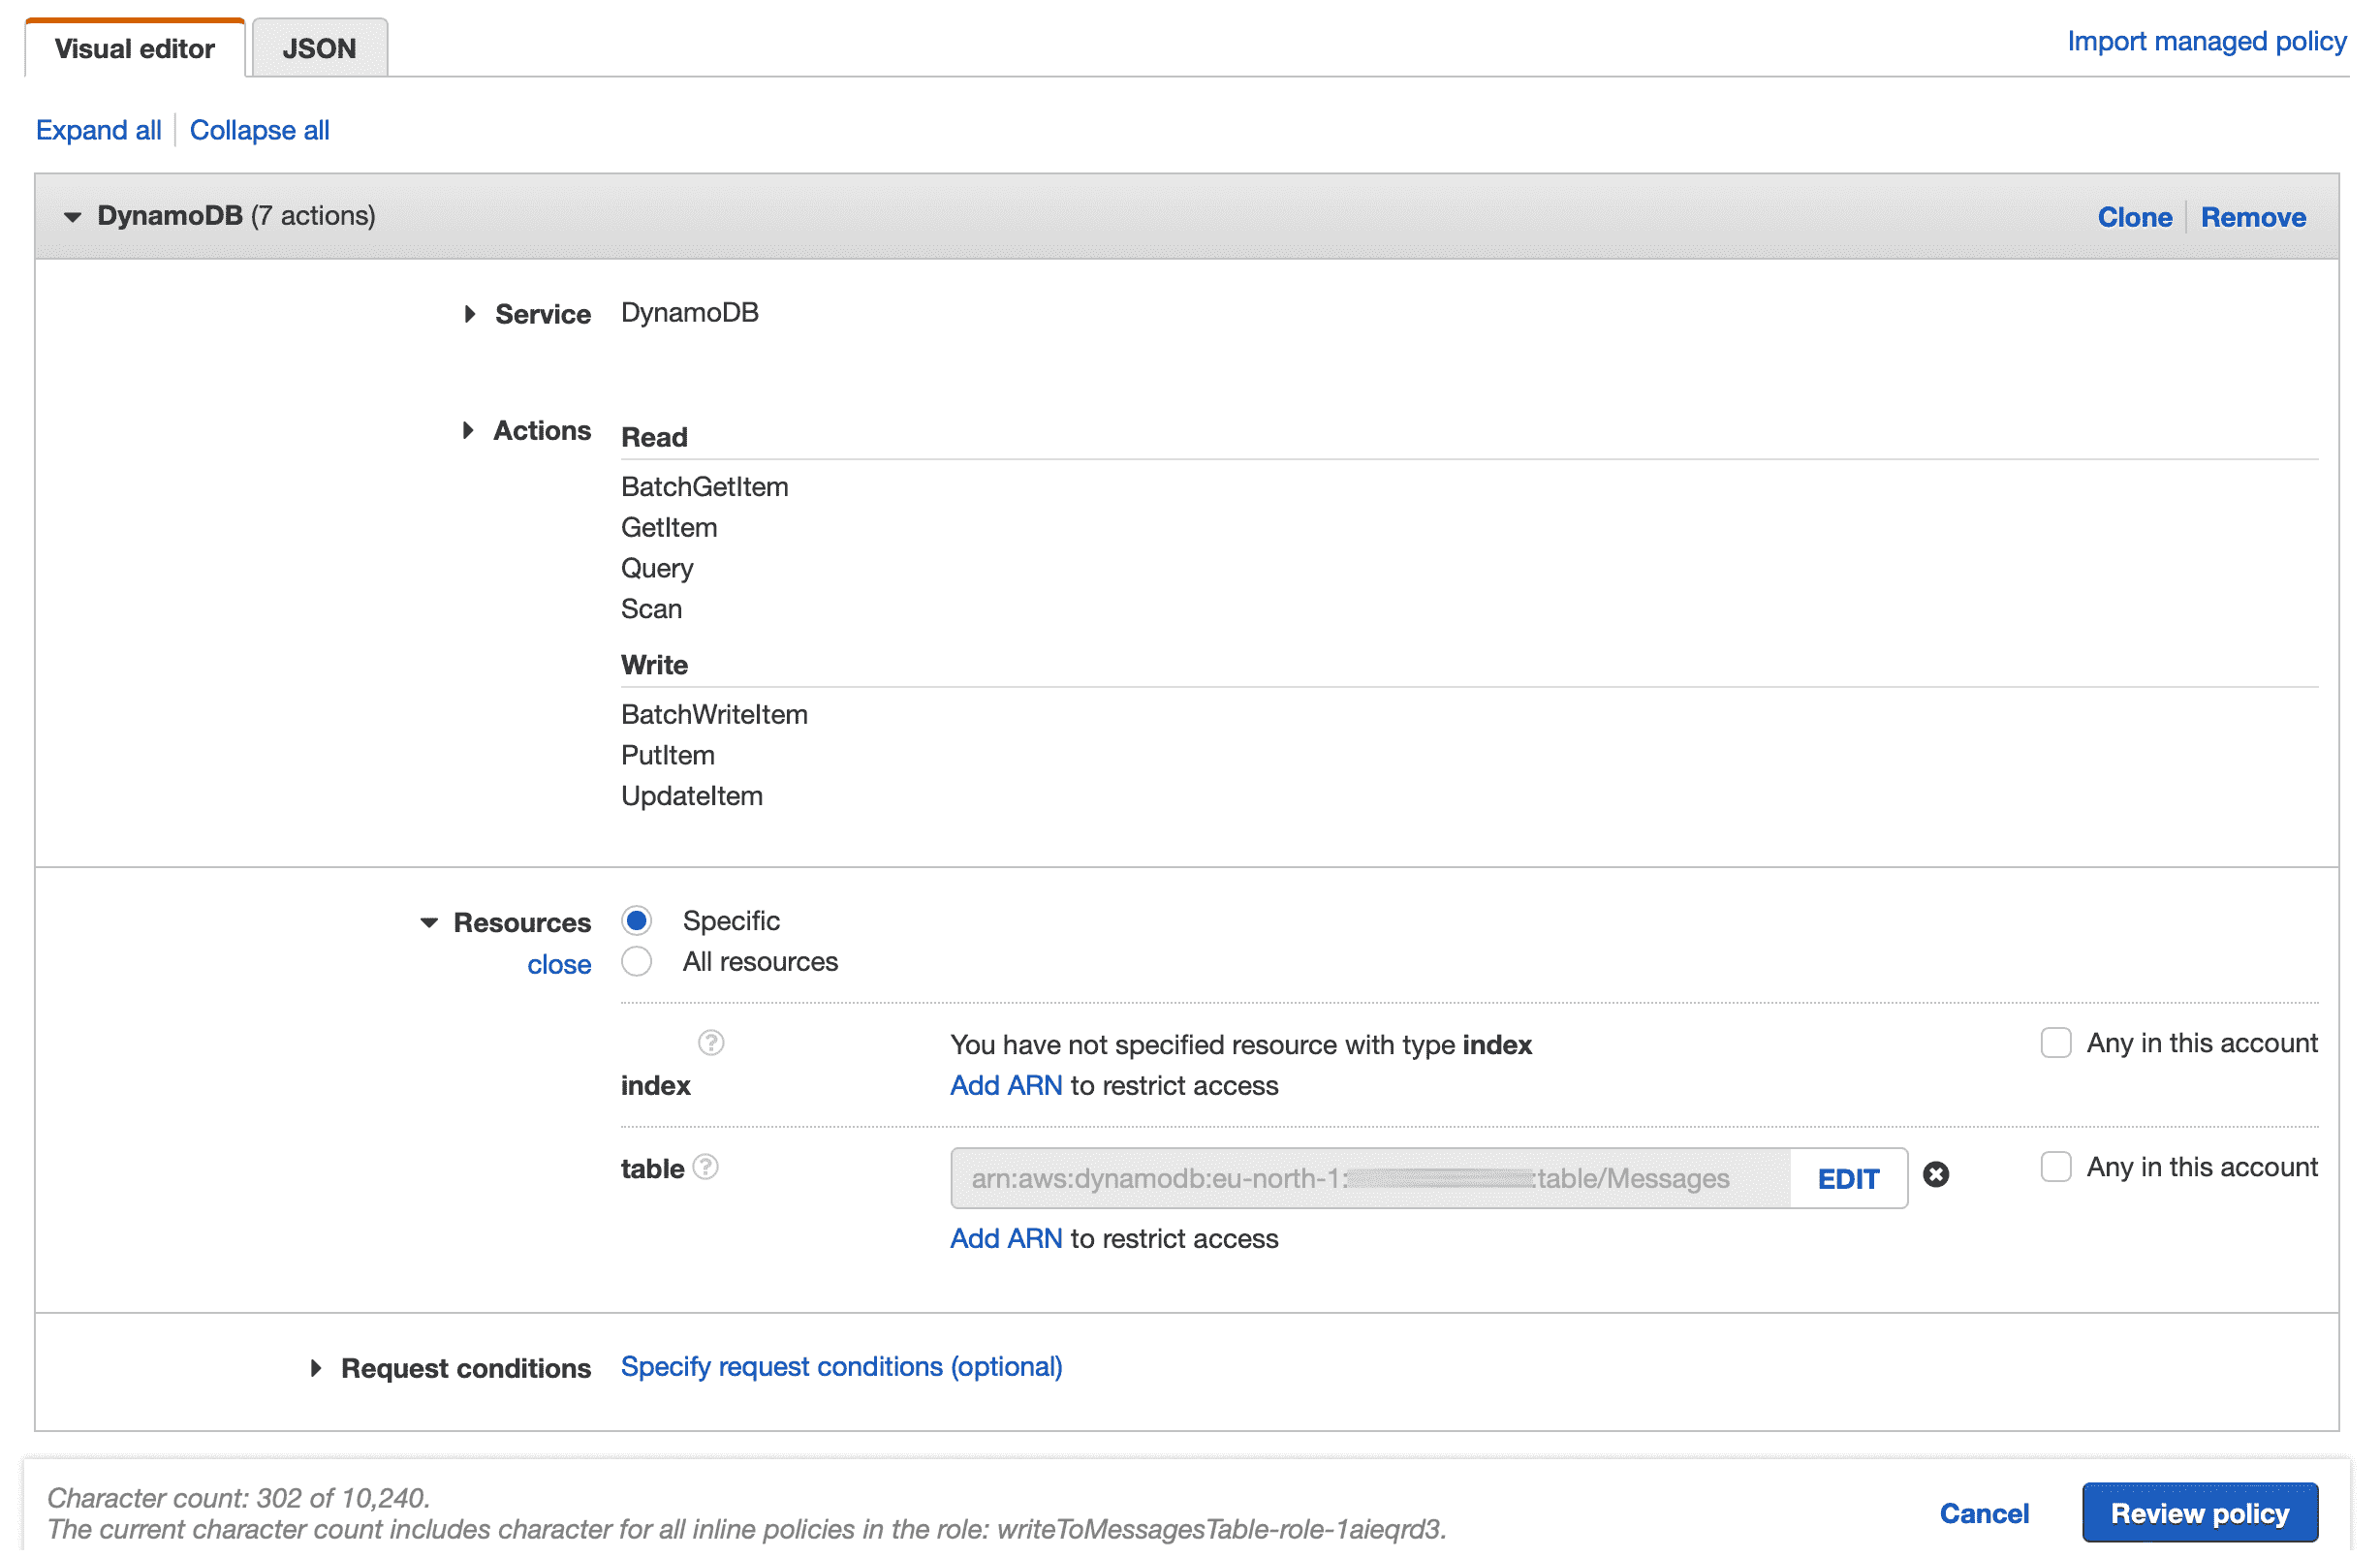 Visual editor JSON Import managed policy
Expand all Collapse all
DynamoDB (7 actions) Clone Remove
Service DynamoDB
Actions Read
BatchGetItem
GetItem
Query
Scan
Write
BatchWriteItem
PutItem
UpdateItem
Resources Specific
close All resources
? You have not specified resource with type index Any in this account
index Add ARN to restrict access
table ? arn:aws:dynamodb:eu-north-1: :table/Messages EDIT Any in this account
Add ARN to restrict access
Request conditions Specify request conditions (optional)
Character count: 302 of 10,240.
The current character count includes character for all inline policies in the role: writeToMessagesTable-role-1aieqrd3.
Cancel Review policy